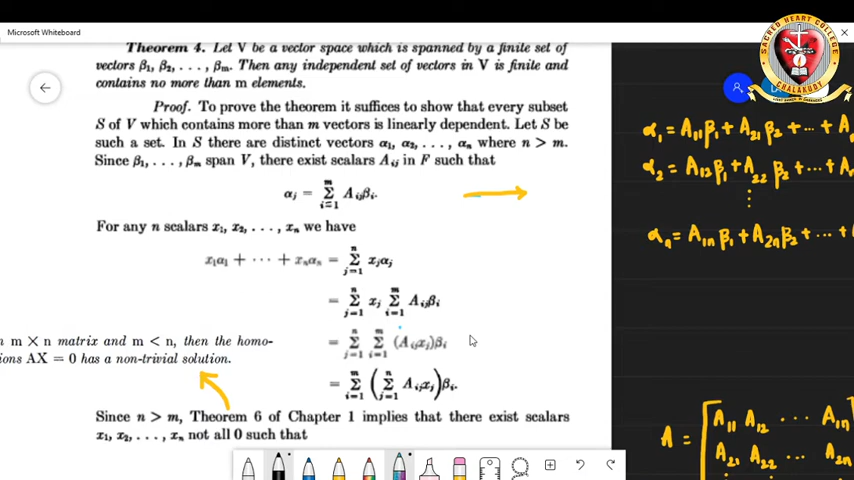 Microsoft Whiteboard
SACRED HEART COLLEGE
CHALAKUDY
Theorem 4. Let V be a vector space which is spanned by a finite set of
vectors β₁, β₂, . . . , βₘ. Then any independent set of vectors in V is finite and
contains no more than m elements.
Proof. To prove the theorem it suffices to show that every subset
S of V which contains more than m vectors is linearly dependent. Let S be
such a set. In S there are distinct vectors α₁, α₂, . . . , αₙ where n > m.
Since β₁, . . . , βₘ span V, there exist scalars Aᵢⱼ in F such that
αⱼ = Σᵢ₌₁ᵐ Aᵢⱼβᵢ.
For any n scalars x₁, x₂, . . . , xₙ we have
x₁α₁ + · · · + xₙαₙ = Σⱼ₌₁ⁿ xⱼαⱼ
= Σⱼ₌₁ⁿ xⱼ Σᵢ₌₁ᵐ Aᵢⱼβᵢ
= Σⱼ₌₁ⁿ Σᵢ₌₁ᵐ (Aᵢⱼxⱼ)βᵢ
= Σᵢ₌₁ᵐ (Σⱼ₌₁ⁿ Aᵢⱼxⱼ)βᵢ.
n m × n matrix and m < n, then the homo-
ions AX = 0 has a non-trivial solution.
Since n > m, Theorem 6 of Chapter 1 implies that there exist scalars
x₁, x₂, . . . , xₙ not all 0 such that
α₁ = A₁₁β₁ + A₂₁β₂ + ··· + A
α₂ = A₁₂β₁ + A₂₂β₂ + ··· + Aₘ
⋮
αₙ = A₁ₙβ₁ + A₂ₙβ₂ + ··· +
A = [ A₁₁ A₁₂ ··· A₁ₙ
A₂₁ A₂₂ ... A₂ₙ